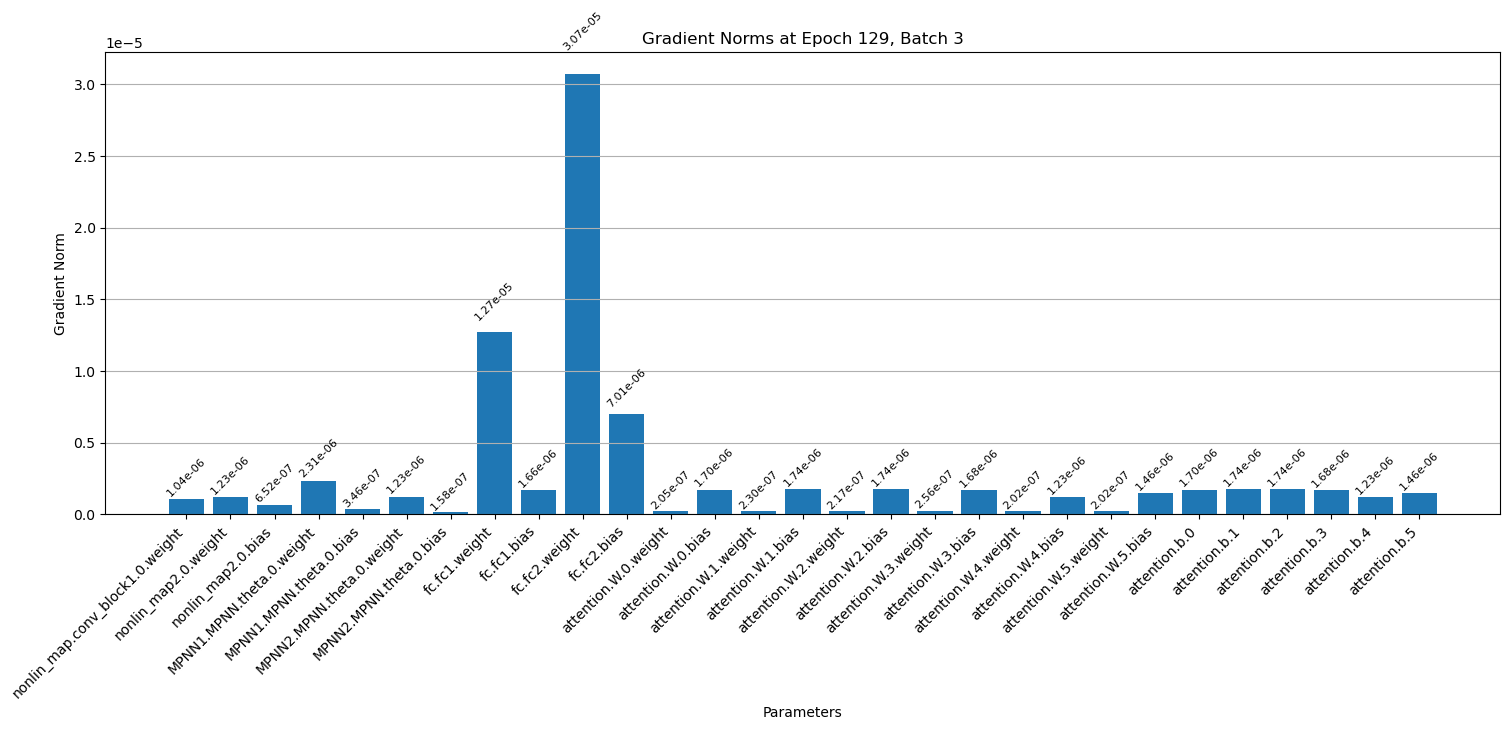 Gradient Norms at Epoch 129, Batch 3
1e−5
3.0
2.5
2.0
1.5
1.0
0.5
0.0
Gradient Norm
1.04e-06
1.23e-06
6.52e-07
2.31e-06
3.46e-07
1.23e-06
1.58e-07
1.27e-05
1.66e-06
3.07e-05
7.01e-06
2.05e-07
1.70e-06
2.30e-07
1.74e-06
2.17e-07
1.74e-06
2.56e-07
1.68e-06
2.02e-07
1.23e-06
2.02e-07
1.46e-06
1.70e-06
1.74e-06
1.74e-06
1.68e-06
1.23e-06
1.46e-06
nonlin_map.conv_block1.0.weight
nonlin_map2.0.weight
nonlin_map2.0.bias
MPNN1.MPNN.theta.0.weight
MPNN1.MPNN.theta.0.bias
MPNN2.MPNN.theta.0.weight
MPNN2.MPNN.theta.0.bias
fc.fc1.weight
fc.fc1.bias
fc.fc2.weight
fc.fc2.bias
attention.W.0.weight
attention.W.0.bias
attention.W.1.weight
attention.W.1.bias
attention.W.2.weight
attention.W.2.bias
attention.W.3.weight
attention.W.3.bias
attention.W.4.weight
attention.W.4.bias
attention.W.5.weight
attention.W.5.bias
attention.b.0
attention.b.1
attention.b.2
attention.b.3
attention.b.4
attention.b.5
Parameters